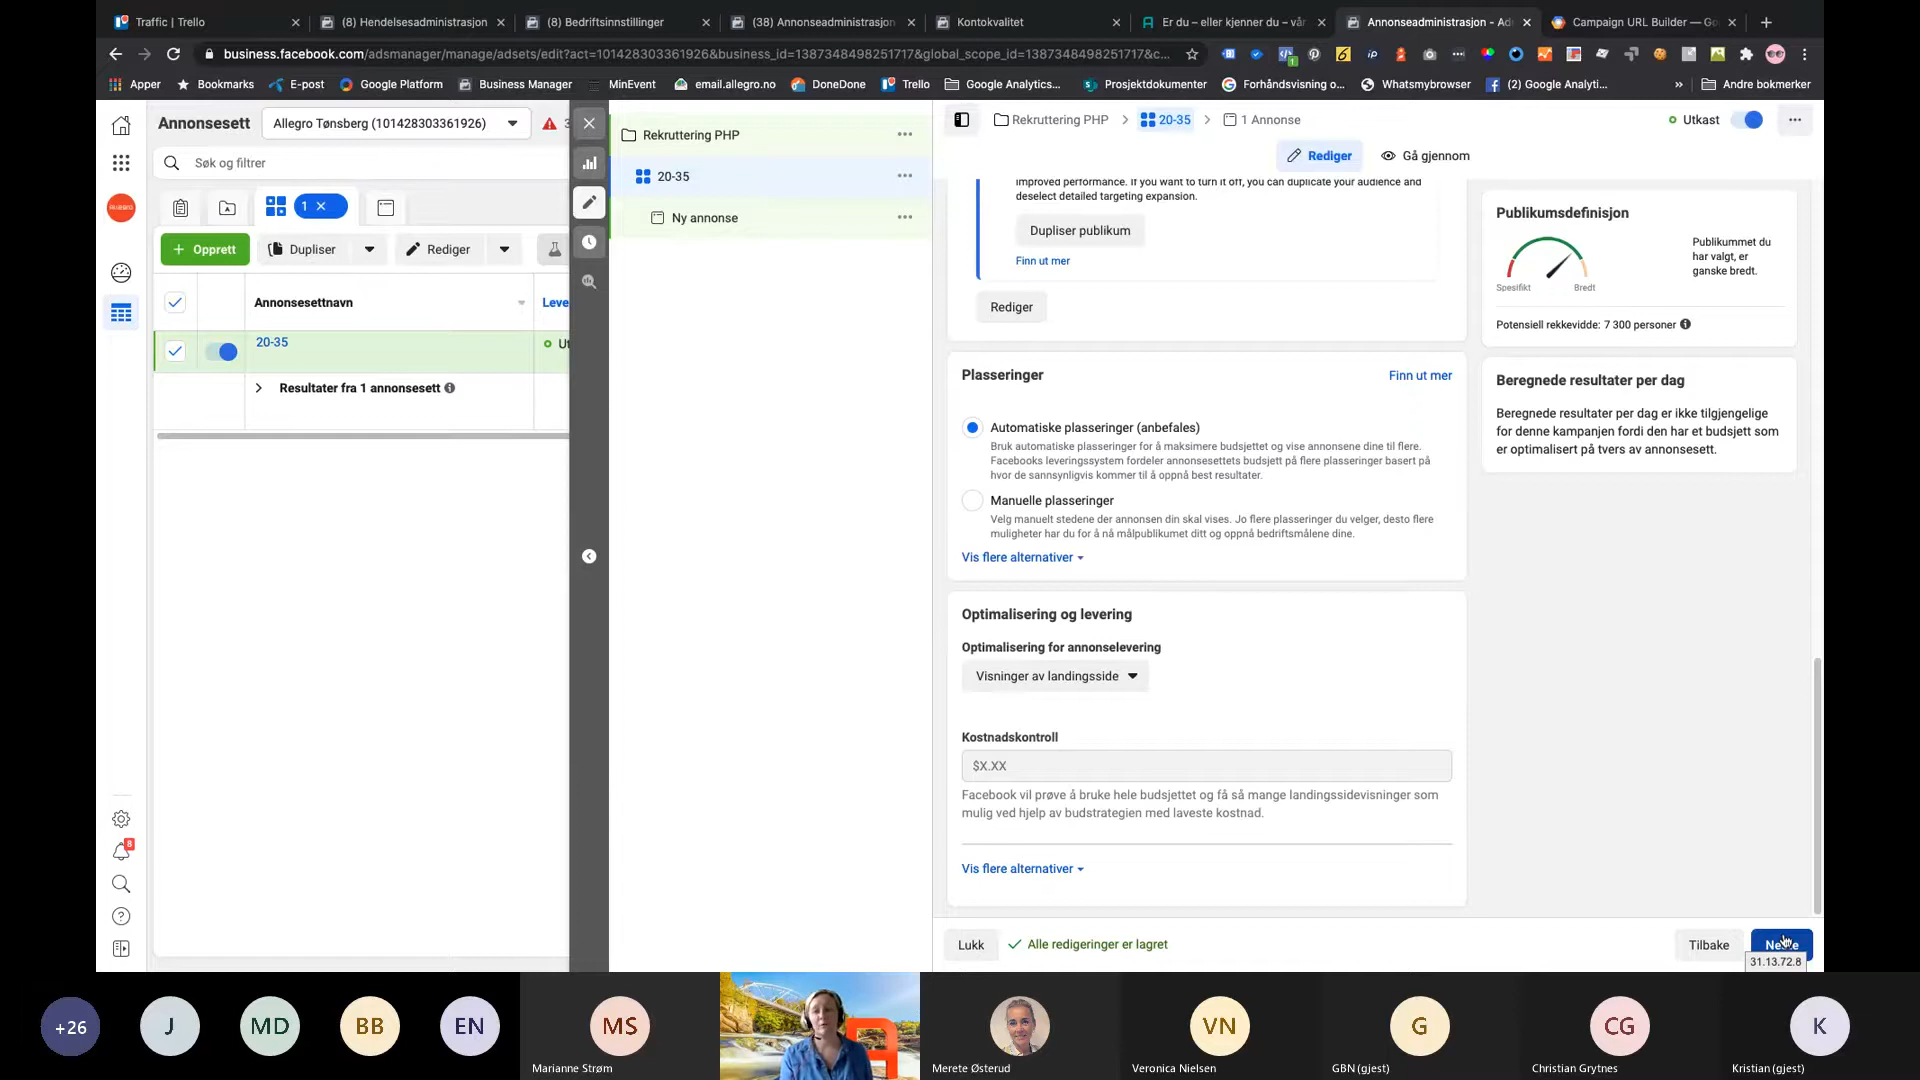 Traffic | Trello
(8) Hendelsesadministrasjon
(8) Bedriftsinnstillinger
(38) Annonseadministrasjon
Kontokvalitet
Er du – eller kjenner du – vår
Annonseadministrasjon - Ad
Campaign URL Builder — Go
business.facebook.com/adsmanager/manage/adsets/edit?act=101428303361926&business_id=1387348498251717&global_scope_id=1387348498251717&c...
Apper
Bookmarks
E-post
Google Platform
Business Manager
MinEvent
email.allegro.no
DoneDone
Trello
Google Analytics...
Prosjektdokumenter
Forhåndsvisning o...
Whatsmybrowser
(2) Google Analyti...
»
Andre bokmerker
Annonsesett
Allegro Tønsberg (101428303361926)
Søk og filtrer
1
+ Opprett
Dupliser
Rediger
Annonsesettnavn
Leve
20-35
Ut
Resultater fra 1 annonsesett
8
Rekruttering PHP
20-35
Ny annonse
Rekruttering PHP
20-35
1 Annonse
Utkast
Rediger
Gå gjennom
improved performance. If you want to turn it off, you can duplicate your audience and
deselect detailed targeting expansion.
Dupliser publikum
Finn ut mer
Rediger
Plasseringer
Finn ut mer
Automatiske plasseringer (anbefales)
Bruk automatiske plasseringer for å maksimere budsjettet og vise annonsene dine til flere.
Facebooks leveringssystem fordeler annonsesettets budsjett på flere plasseringer basert på
hvor de sannsynligvis kommer til å oppnå best resultater.
Manuelle plasseringer
Velg manuelt stedene der annonsen din skal vises. Jo flere plasseringer du velger, desto flere
muligheter har du for å nå målpublikumet ditt og oppnå bedriftsmålene dine.
Vis flere alternativer
Optimalisering og levering
Optimalisering for annonselevering
Visninger av landingsside
Kostnadskontroll
$X.XX
Facebook vil prøve å bruke hele budsjettet og få så mange landingssidevisninger som
mulig ved hjelp av budstrategien med laveste kostnad.
Vis flere alternativer
Publikumsdefinisjon
Spesifikt
Bredt
Publikummet du
har valgt, er
ganske bredt.
Potensiell rekkevidde: 7 300 personer
Beregnede resultater per dag
Beregnede resultater per dag er ikke tilgjengelige
for denne kampanjen fordi den har et budsjett som
er optimalisert på tvers av annonsesett.
Lukk
Alle redigeringer er lagret
Tilbake
31.13.72.8
+26
J
MD
BB
EN
MS
Marianne Strøm
Merete Østerud
VN
Veronica Nielsen
G
GBN (gjest)
CG
Christian Grytnes
K
Kristian (gjest)